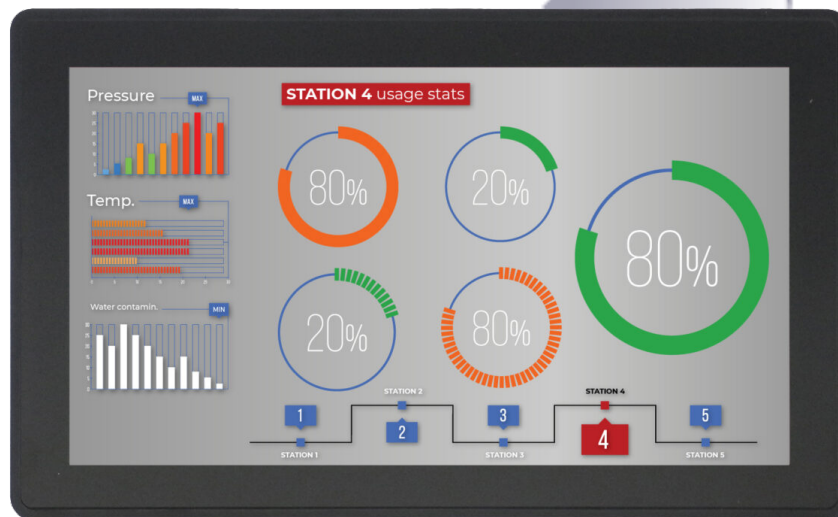 Pressure
MAX
STATION 4 usage stats
80%
20%
80%
Temp.
MAX
Water contamin.
MIN
20%
80%
STATION 2
STATION 4
1
2
3
4
5
STATION 1
STATION 3
STATION 5